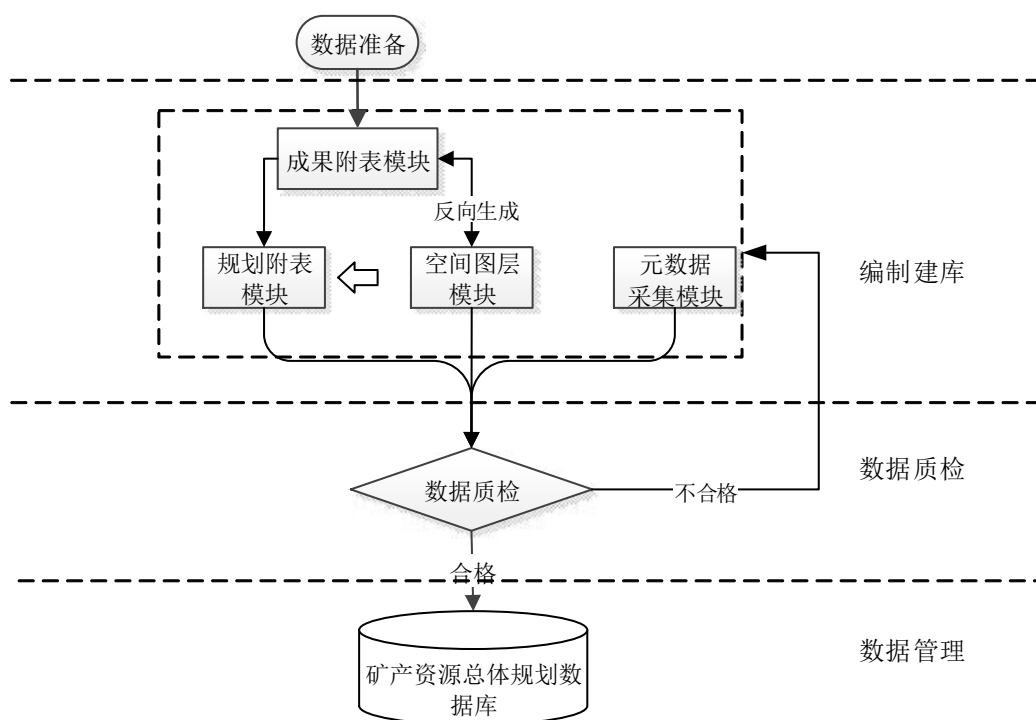 数据准备
成果附表模块
反向生成
规划附表
模块
空间图层
模块
元数据
采集模块
编制建库
数据质检
不合格
数据质检
合格
矿产资源总体规划数
据库
数据管理